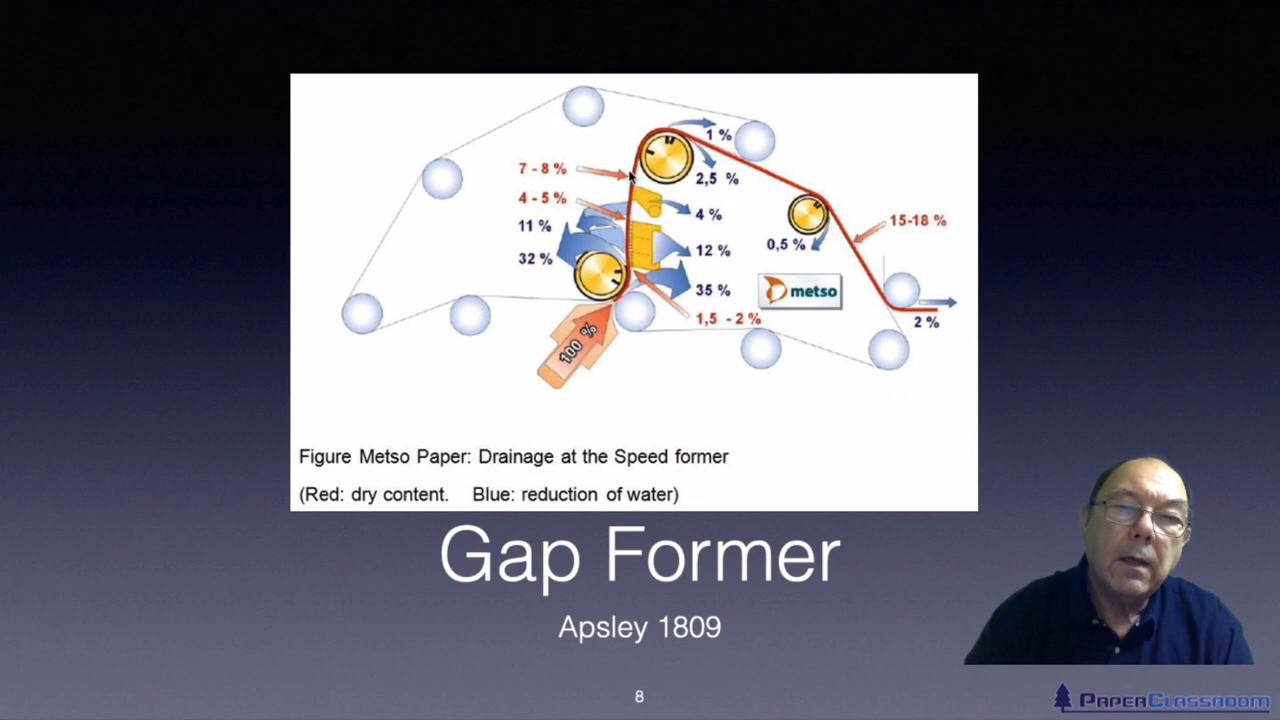 1 %
7 - 8 %
2,5 %
4 - 5 %
4 %
15-18 %
11 %
0,5 %
12 %
32 %
35 %
metso
1,5 - 2 %
2 %
100 %
Figure Metso Paper: Drainage at the Speed former
(Red: dry content. Blue: reduction of water)
Gap Former
Apsley 1809
8
PAPERCLASSROOM